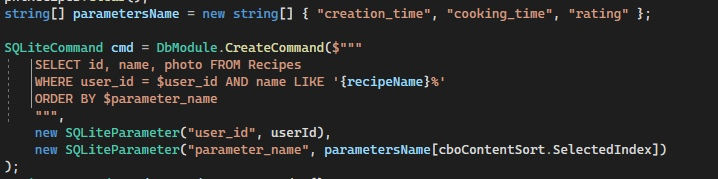 string[] parametersName = new string[] { "creation_time", "cooking_time", "rating" };
SQLiteCommand cmd = DbModule.CreateCommand($"""
SELECT id, name, photo FROM Recipes
WHERE user_id = $user_id AND name LIKE '{recipeName}%'
ORDER BY $parameter_name
""",
new SQLiteParameter("user_id", userId),
new SQLiteParameter("parameter_name", parametersName[cboContentSort.SelectedIndex])
);